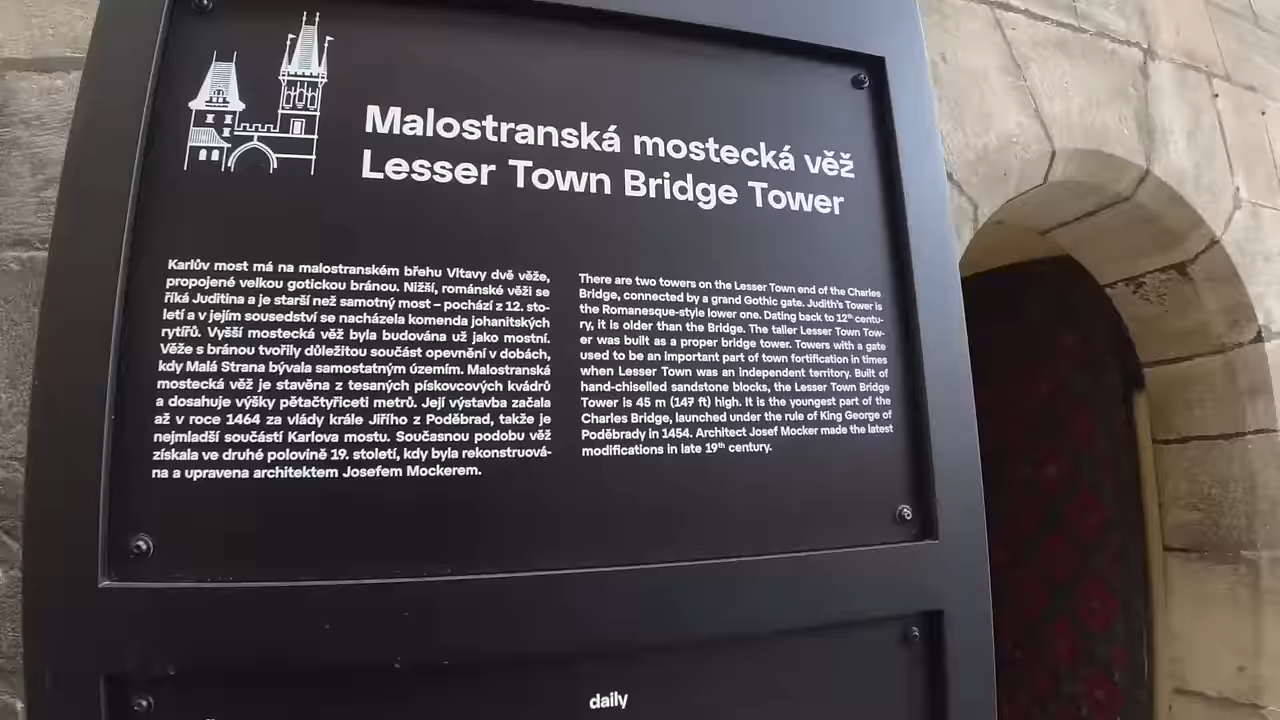 Malostranská mostecká věž
Lesser Town Bridge Tower
Karlův most má na malostranském břehu Vltavy dvě věže,
propojené velkou gotickou bránou. Nižší, románské věži se
říká Juditina a je starší než samotný most – pochází z 12. sto-
letí a v jejím sousedství se nacházela komenda johanitských
rytířů. Vyšší mostecká věž byla budována už jako mostní.
Věže s bránou tvořily důležitou součást opevnění v dobách,
kdy Malá Strana bývala samostatným územím. Malostranská
mostecká věž je stavěna z tesaných pískovcových kvádrů
a dosahuje výšky pětačtyřiceti metrů. Její výstavba začala
až v roce 1464 za vlády krále Jiřího z Poděbrad, takže je
nejmladší součástí Karlova mostu. Současnou podobu věž
získala ve druhé polovině 19. století, kdy byla rekonstruová-
na a upravena architektem Josefem Mockerem.
There are two towers on the Lesser Town end of the Charles
Bridge, connected by a grand Gothic gate. Judith's Tower is
the Romanesque-style lower one. Dating back to 12th centu-
ry, it is older than the Bridge. The taller Lesser Town Tow-
er was built as a proper bridge tower. Towers with a gate
used to be an important part of town fortification in times
when Lesser Town was an independent territory. Built of
hand-chiselled sandstone blocks, the Lesser Town Bridge
Tower is 45 m (147 ft) high. It is the youngest part of the
Charles Bridge, launched under the rule of King George of
Poděbrady in 1454. Architect Josef Mocker made the latest
modifications in late 19th century.
daily